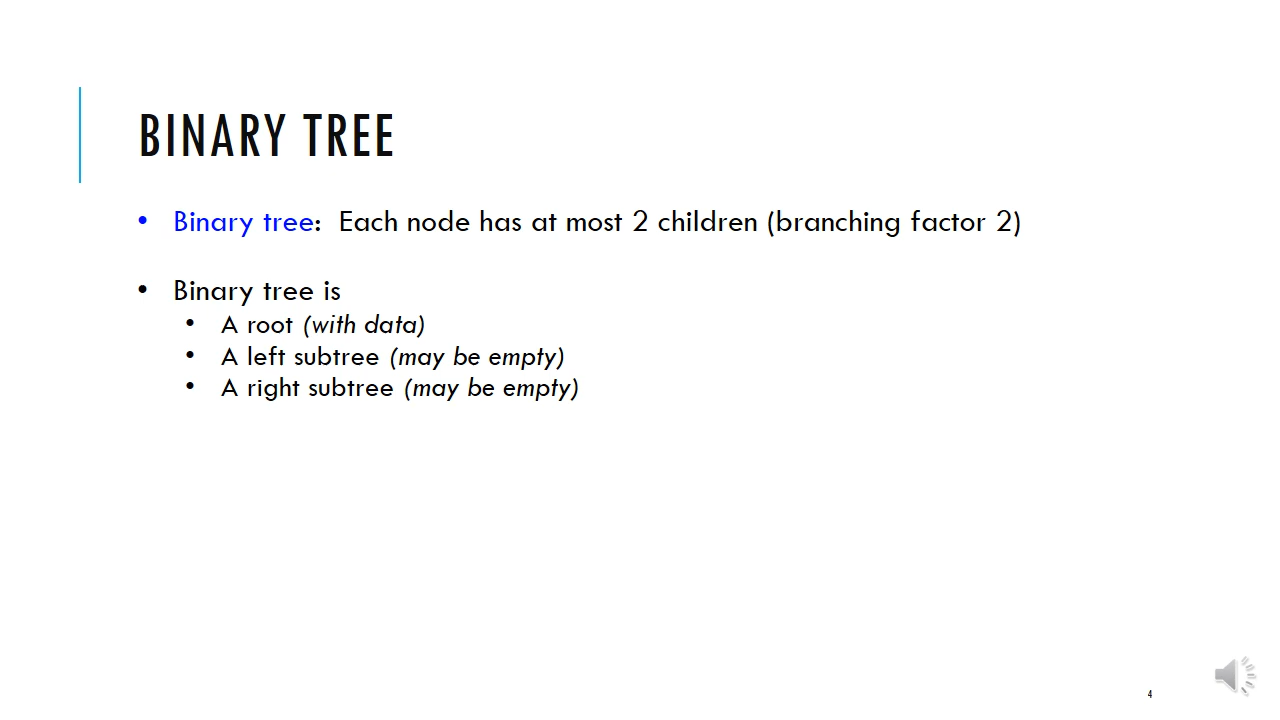 BINARY TREE
• Binary tree: Each node has at most 2 children (branching factor 2)
• Binary tree is
• A root (with data)
• A left subtree (may be empty)
• A right subtree (may be empty)
4